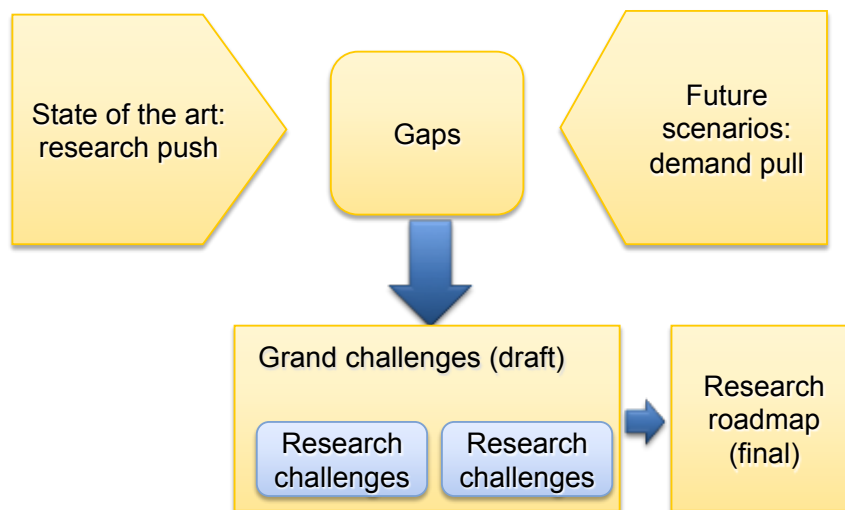 State of the art:
research push
Gaps
Future
scenarios:
demand pull
Grand challenges (draft)
Research
challenges
Research
challenges
Research
roadmap
(final)